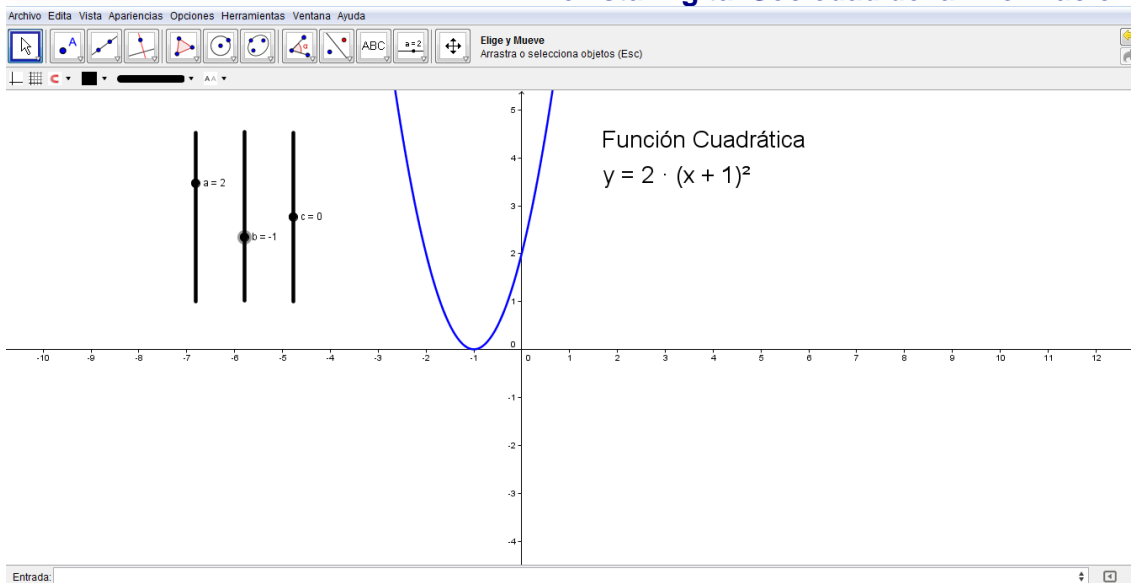 Archivo Edita Vista Apariencias Opciones Herramientas Ventana Ayuda
A
α
ABC
a=2
Elige y Mueve
Arrastra o selecciona objetos (Esc)
A A
a = 2
b = -1
c = 0
Función Cuadrática
y = 2 · (x + 1)²
5
4
3
2
1
0
-1
-2
-3
-4
-10 -9 -8 -7 -6 -5 -4 -3 -2 -1 0 1 2 3 4 5 6 7 8 9 10 11 12
Entrada: